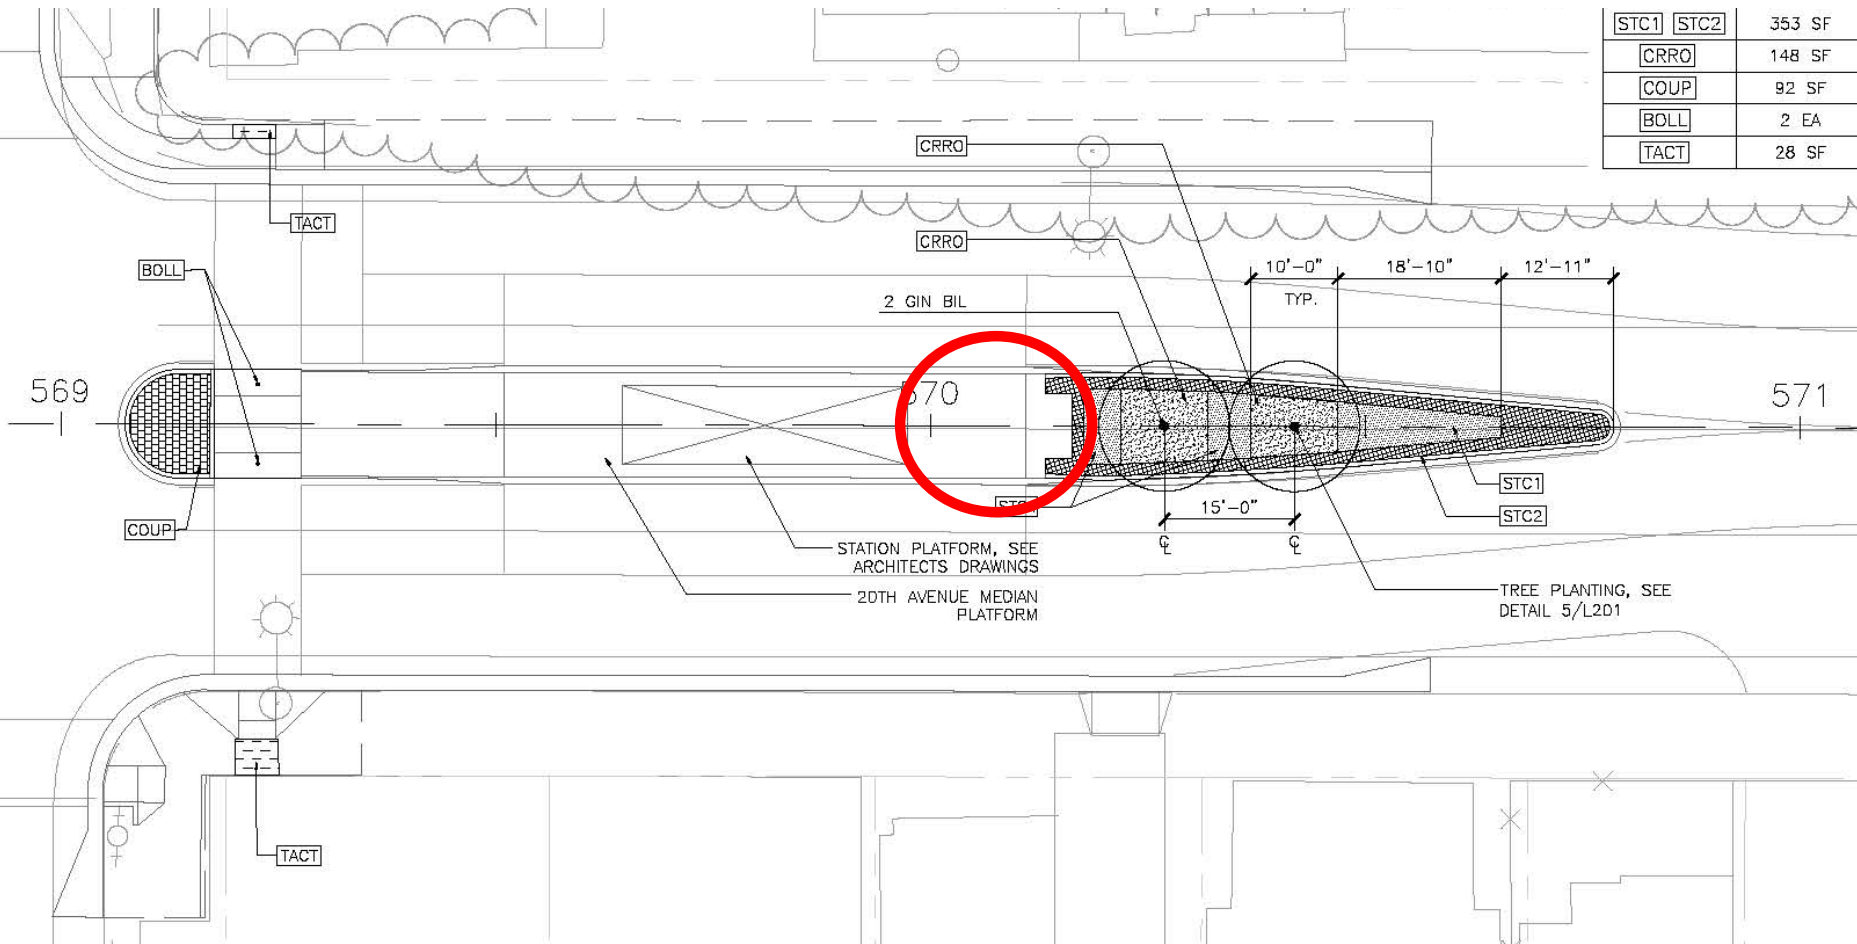 STC1 STC2 353 SF
CRRO 148 SF
COUP 92 SF
BOLL 2 EA
TACT 28 SF
CRRO
TACT
CRRO
BOLL
10'-0" 18'-10" 12'-11"
TYP.
2 GIN BIL
569
570
571
STC1
15'-0"
STC2
COUP
℄ ℄
STATION PLATFORM, SEE
ARCHITECTS DRAWINGS
20TH AVENUE MEDIAN
PLATFORM
TREE PLANTING, SEE
DETAIL 5/L201
TACT